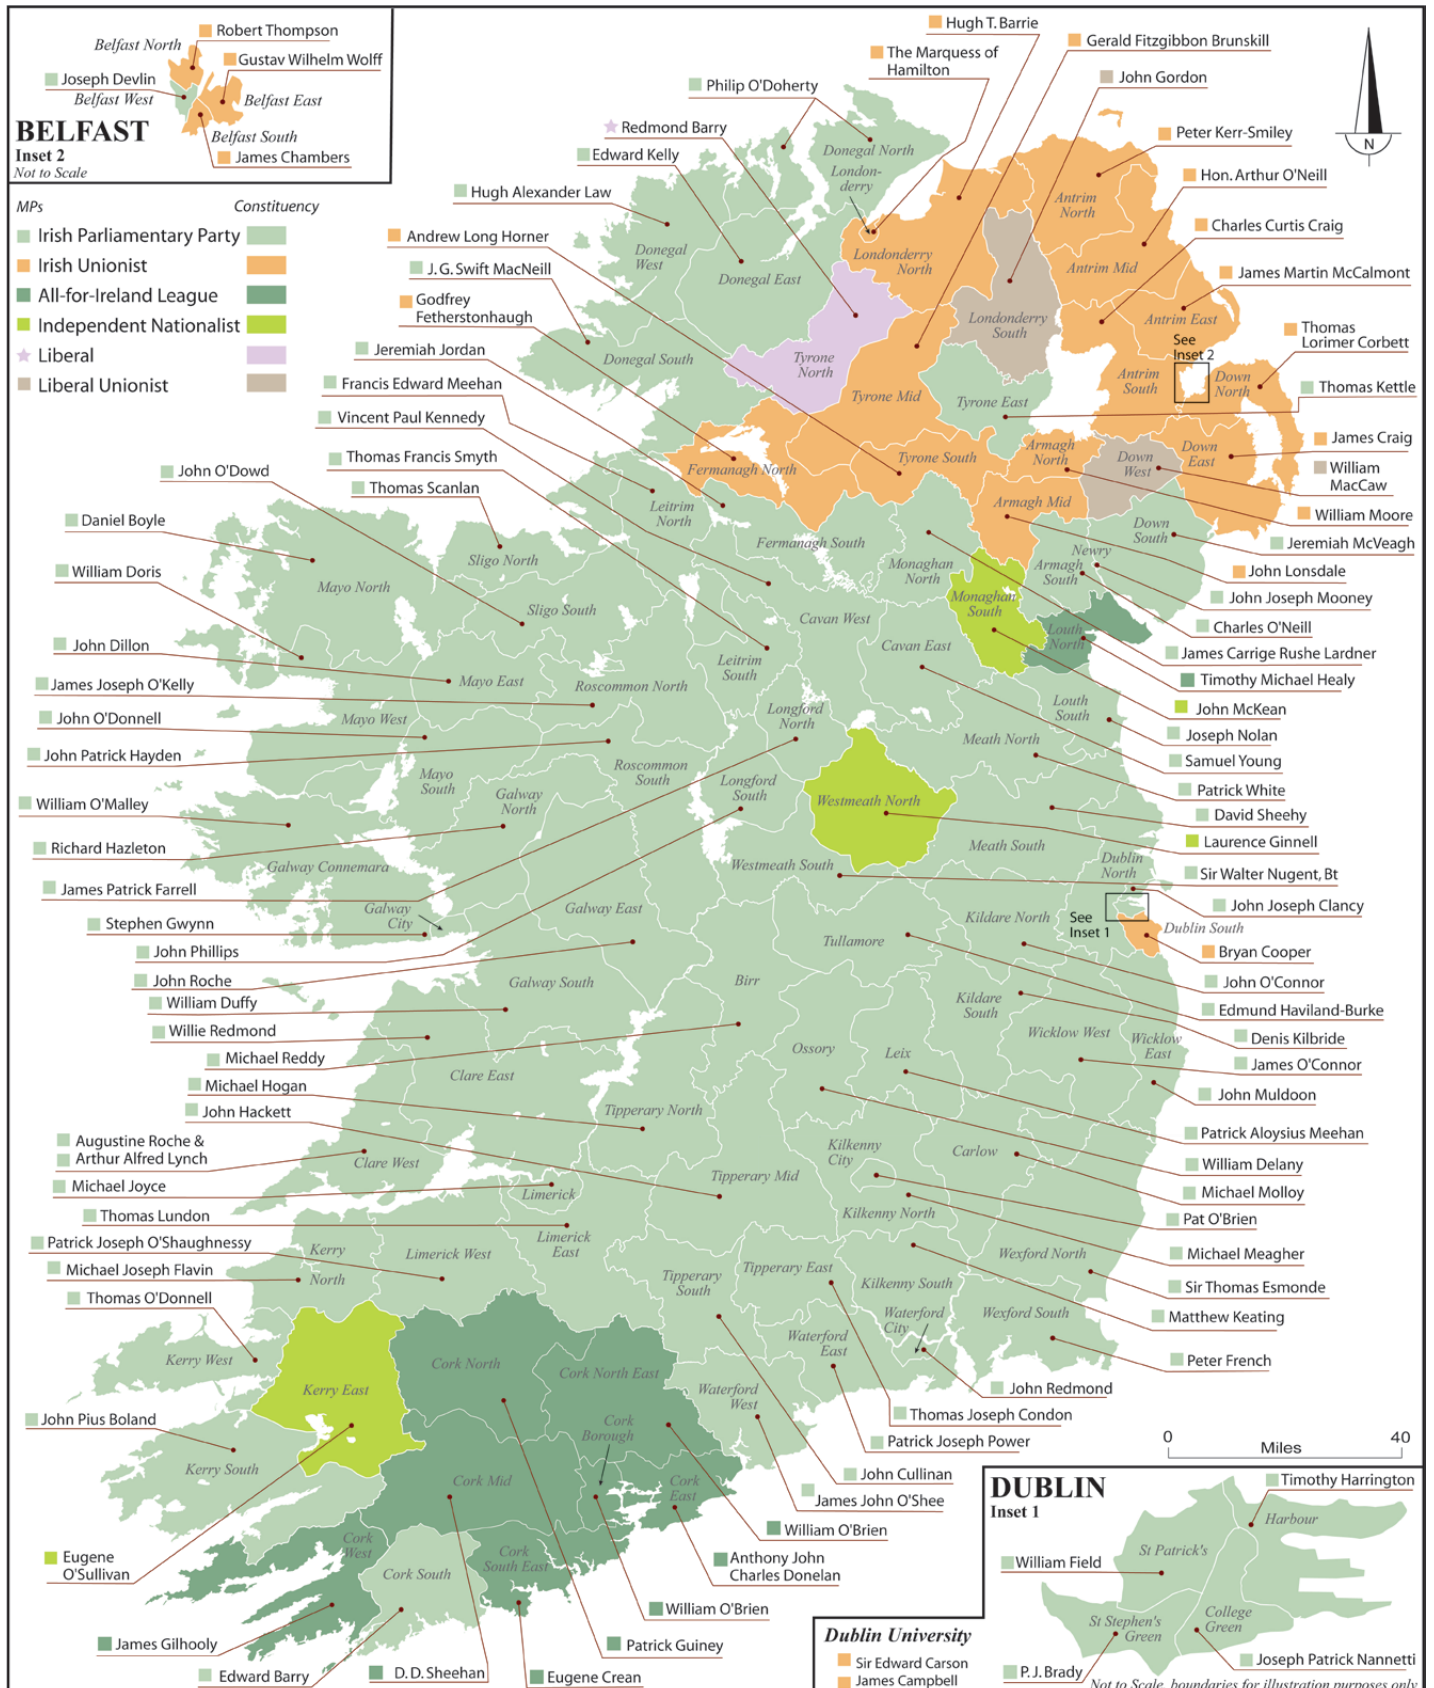 Robert Thompson
Belfast North
Gustav Wilhelm Wolff
Joseph Devlin
Belfast West
Belfast East
BELFAST
Belfast South
Inset 2
James Chambers
Not to Scale
MPs
Constituency
Irish Parliamentary Party
Irish Unionist
All-for-Ireland League
Independent Nationalist
Liberal
Liberal Unionist
Hugh T. Barrie
The Marquess of
Hamilton
Gerald Fitzgibbon Brunskill
John Gordon
Philip O'Doherty
Redmond Barry
Edward Kelly
Hugh Alexander Law
Andrew Long Horner
J. G. Swift MacNeill
Godfrey
Fetherstonhaugh
Jeremiah Jordan
Francis Edward Meehan
Vincent Paul Kennedy
Thomas Francis Smyth
Thomas Scanlan
John O'Dowd
Daniel Boyle
William Doris
John Dillon
James Joseph O'Kelly
John O'Donnell
John Patrick Hayden
William O'Malley
Richard Hazleton
James Patrick Farrell
Stephen Gwynn
John Phillips
John Roche
William Duffy
Willie Redmond
Michael Reddy
Michael Hogan
John Hackett
Augustine Roche &
Arthur Alfred Lynch
Michael Joyce
Thomas Lundon
Patrick Joseph O'Shaughnessy
Michael Joseph Flavin
Thomas O'Donnell
John Pius Boland
Eugene
O'Sullivan
James Gilhooly
Edward Barry
D. D. Sheehan
Eugene Crean
Patrick Guiney
William O'Brien
Anthony John
Charles Donelan
William O'Brien
James John O'Shee
John Cullinan
Patrick Joseph Power
Thomas Joseph Condon
John Redmond
N
Peter Kerr-Smiley
Hon. Arthur O'Neill
Charles Curtis Craig
James Martin McCalmont
Thomas
Lorimer Corbett
Thomas Kettle
James Craig
William
MacCaw
William Moore
Jeremiah McVeagh
John Lonsdale
John Joseph Mooney
Charles O'Neill
James Carrige Rushe Lardner
Timothy Michael Healy
John McKean
Joseph Nolan
Samuel Young
Patrick White
David Sheehy
Laurence Ginnell
Sir Walter Nugent, Bt
John Joseph Clancy
Bryan Cooper
John O'Connor
Edmund Haviland-Burke
Denis Kilbride
James O'Connor
John Muldoon
Patrick Aloysius Meehan
William Delany
Michael Molloy
Pat O'Brien
Michael Meagher
Sir Thomas Esmonde
Matthew Keating
Peter French
Donegal North
London-
derry
Donegal West
Donegal East
Donegal South
Londonderry
North
Londonderry
South
Antrim
North
Antrim Mid
Antrim East
Antrim
South
See
Inset 2
Down
North
Tyrone
North
Tyrone Mid
Tyrone East
Tyrone South
Armagh
North
Down
West
Down
East
Fermanagh North
Armagh Mid
Down
South
Leitrim
North
Fermanagh South
Monaghan
North
Newry
Armagh
South
Monaghan
South
Louth
North
Sligo North
Mayo North
Sligo South
Cavan West
Cavan East
Leitrim
South
Mayo East
Roscommon North
Mayo West
Longford
North
Louth
South
Meath North
Mayo
South
Roscommon
South
Galway
North
Longford
South
Westmeath North
Meath South
Galway Connemara
Westmeath South
Dublin
North
Galway
City
Galway East
Kildare North
See
Inset 1
Dublin South
Tullamore
Galway South
Birr
Kildare
South
Wicklow West
Wicklow
East
Clare East
Ossory
Leix
Tipperary North
Kilkenny
City
Carlow
Clare West
Limerick
Tipperary Mid
Kilkenny North
Kerry
North
Limerick West
Limerick
East
Wexford North
Tipperary
South
Tipperary East
Kilkenny South
Waterford
City
Wexford South
Kerry West
Waterford
East
Cork North
Cork North East
Kerry East
Waterford
West
Cork
Borough
Kerry South
Cork Mid
Cork
East
Cork
West
Cork
South East
Cork South
0 40
Miles
DUBLIN
Inset 1
Timothy Harrington
Harbour
St Patrick's
William Field
St Stephen's
Green
College
Green
P. J. Brady
Joseph Patrick Nannetti
Not to Scale, boundaries for illustration purposes only
Dublin University
Sir Edward Carson
James Campbell